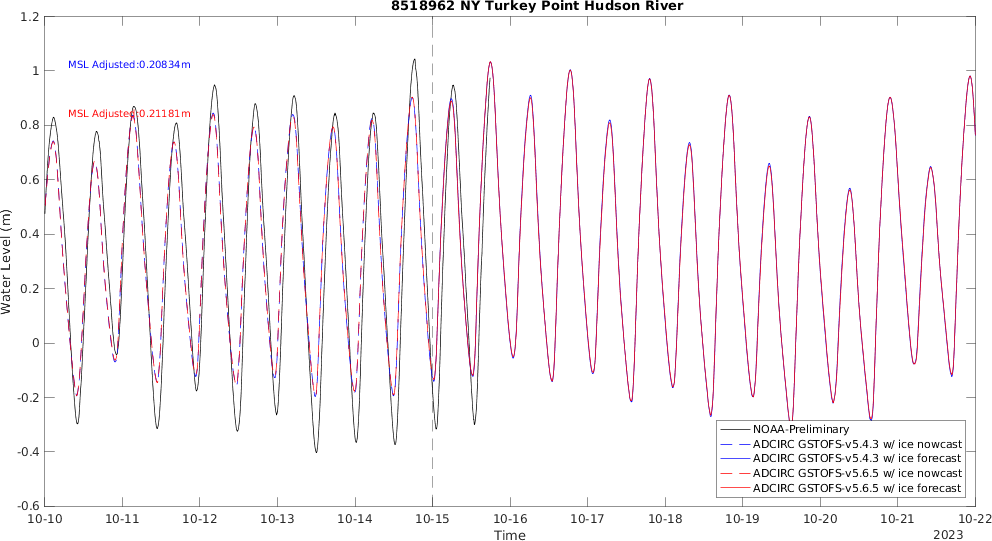 8518962 NY Turkey Point Hudson River
1.2
1
0.8
0.6
0.4
0.2
0
-0.2
-0.4
-0.6
Water Level (m)
MSL Adjusted:0.20834m
MSL Adjusted:0.21181m
NOAA-Preliminary
ADCIRC GSTOFS-v5.4.3 w/ ice nowcast
ADCIRC GSTOFS-v5.4.3 w/ ice forecast
ADCIRC GSTOFS-v5.6.5 w/ ice nowcast
ADCIRC GSTOFS-v5.6.5 w/ ice forecast
10-10 10-11 10-12 10-13 10-14 10-15 10-16 10-17 10-18 10-19 10-20 10-21 10-22
Time
2023